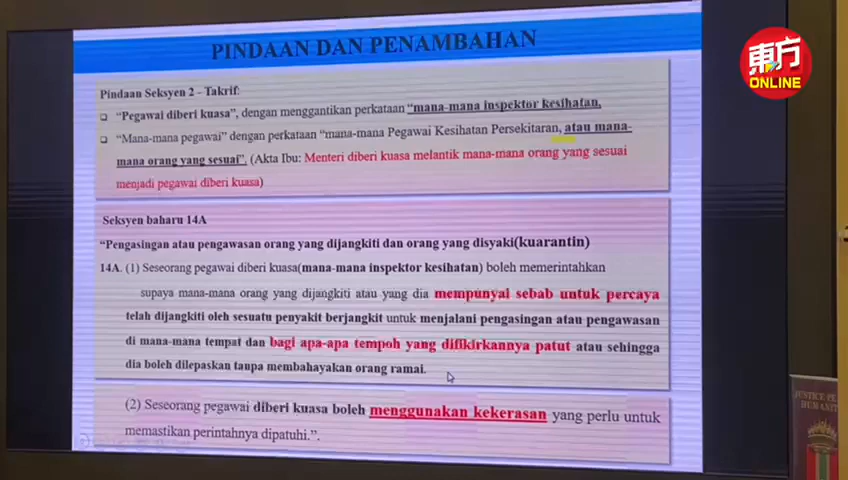 PINDAAN DAN PENAMBAHAN
東方
ONLINE
Pindaan Seksyen 2 - Takrif:
❑ "Pegawai diberi kuasa", dengan menggantikan perkataan "mana-mana inspektor kesihatan,
❑ "Mana-mana pegawai" dengan perkataan "mana-mana Pegawai Kesihatan Persekitaran, atau mana-
mana orang yang sesuai". (Akta Ibu: Menteri diberi kuasa melantik mana-mana orang yang sesuai
menjadi pegawai diberi kuasa)
Seksyen baharu 14A
"Pengasingan atau pengawasan orang yang dijangkiti dan orang yang disyaki(kuarantin)
14A. (1) Seseorang pegawai diberi kuasa(mana-mana inspektor kesihatan) boleh memerintahkan
supaya mana-mana orang yang dijangkiti atau yang dia mempunyai sebab untuk percaya
telah dijangkiti oleh sesuatu penyakit berjangkit untuk menjalani pengasingan atau pengawasan
di mana-mana tempat dan bagi apa-apa tempoh yang difikirkannya patut atau sehingga
dia boleh dilepaskan tanpa membahayakan orang ramai.
(2) Seseorang pegawai diberi kuasa boleh menggunakan kekerasan yang perlu untuk
memastikan perintahnya dipatuhi.".
JUSTICE
HUMANIT